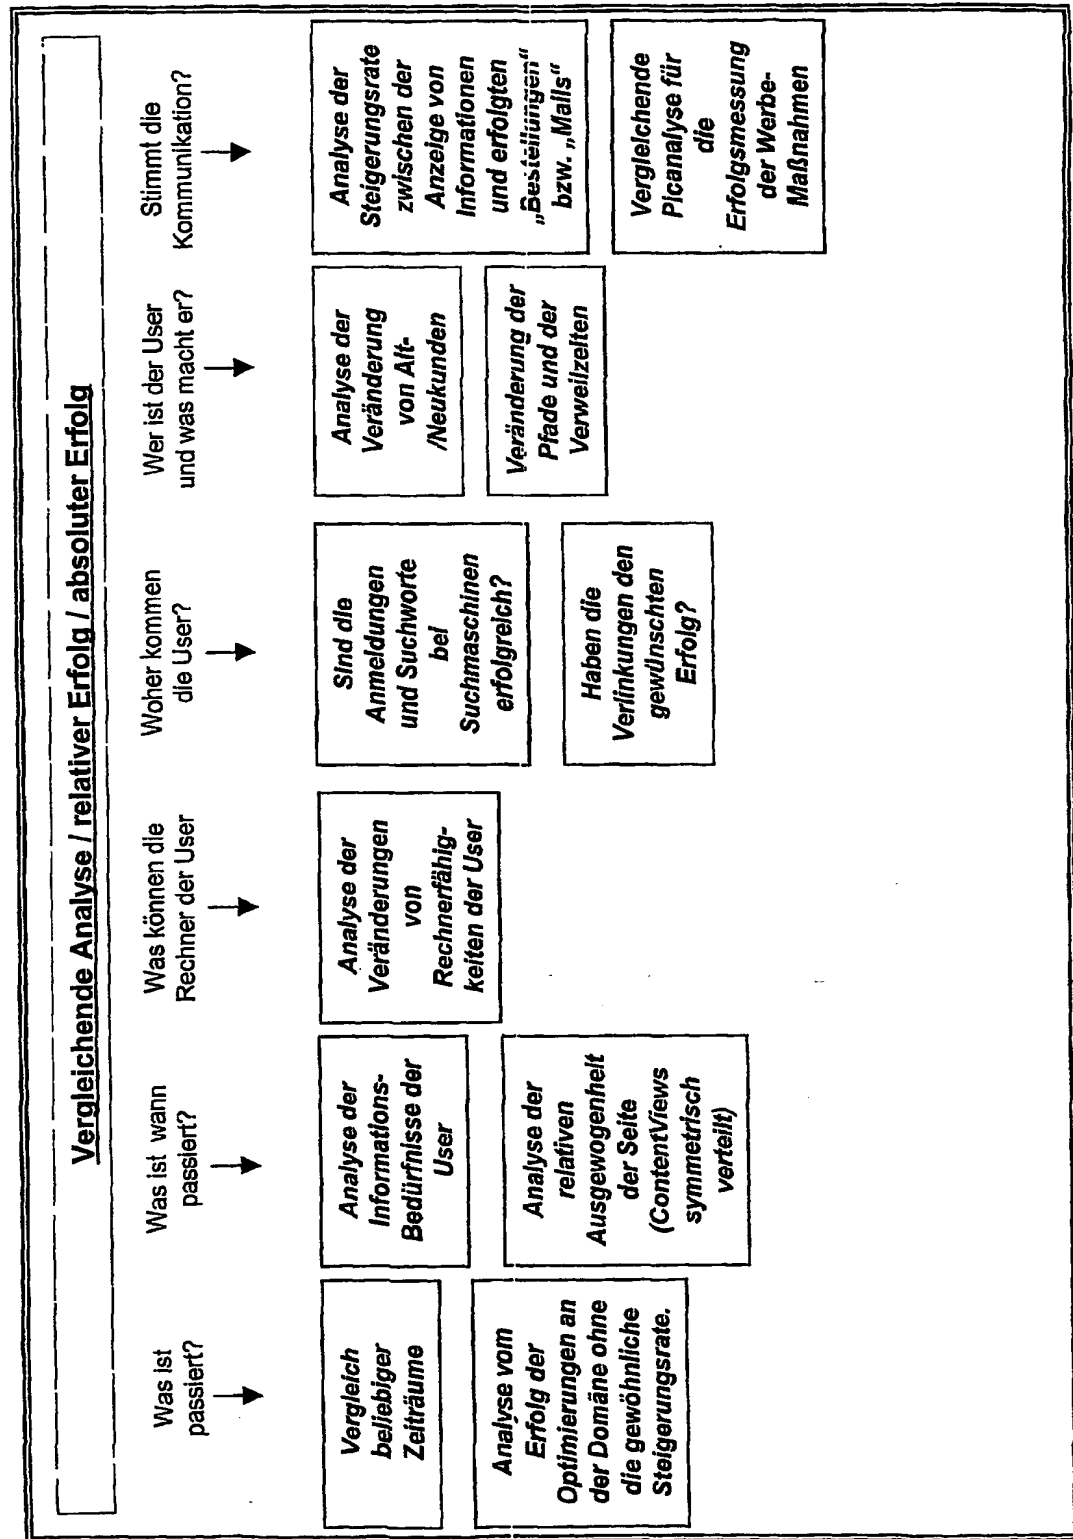 Vergleichende Analyse / relativer Erfolg / absoluter Erfolg
Was ist
passiert?
Vergleich
beliebiger
Zeiträume
Analyse vom
Erfolg der
Optimierungen an
der Domäne ohne
die gewöhnliche
Steigerungsrate.
Was ist wann
passiert?
Analyse der
Informations-
Bedürfnisse der
User
Analyse der
relativen
Ausgewogenheit
der Seite
(ContentViews
symmetrisch
verteilt)
Was können die
Rechner der User
Analyse der
Veränderungen
von
Rechnerfähig-
keiten der User
Woher kommen
die User?
Sind die
Anmeldungen
und Suchworte
bei
Suchmaschinen
erfolgreich?
Haben die
Verlinkungen den
gewünschten
Erfolg?
Wer ist der User
und was macht er?
Analyse der
Veränderung
von Alt-
/Neukunden
Veränderung der
Pfade und der
Verweilzeiten
Stimmt die
Kommunikation?
Analyse der
Steigerungsrate
zwischen der
Anzeige von
Informationen
und erfolgten
„Bestellungen“
bzw. „Mails“
Vergleichende
Picanalyse für
die
Erfolgsmessung
der Werbe-
Maßnahmen